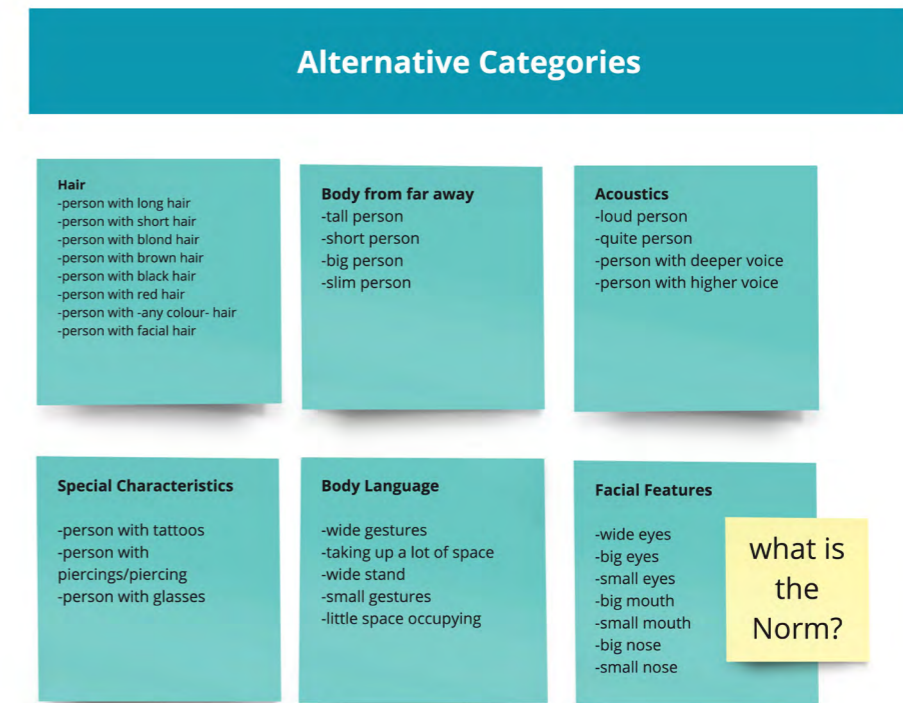 Alternative Categories
Hair
-person with long hair
-person with short hair
-person with blond hair
-person with brown hair
-person with black hair
-person with red hair
-person with -any colour- hair
-person with facial hair
Body from far away
-tall person
-short person
-big person
-slim person
Acoustics
-loud person
-quite person
-person with deeper voice
-person with higher voice
Special Characteristics
-person with tattoos
-person with
piercings/piercing
-person with glasses
Body Language
-wide gestures
-taking up a lot of space
-wide stand
-small gestures
-little space occupying
Facial Features
-wide eyes
-big eyes
-small eyes
-big mouth
-small mouth
-big nose
-small nose
what is
the
Norm?